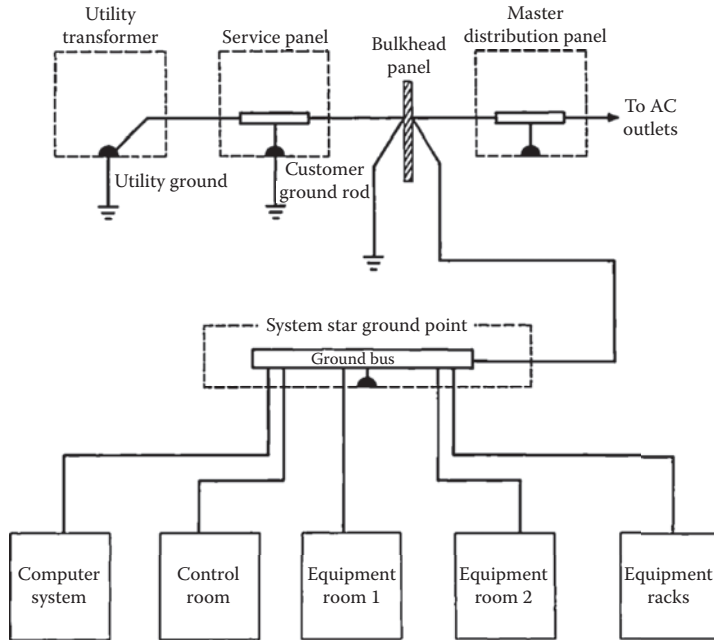 Utility
transformer
Service panel
Bulkhead
panel
Master
distribution panel
To AC
outlets
Utility ground
Customer
ground rod
System star ground point
Ground bus
Computer
system
Control
room
Equipment
room 1
Equipment
room 2
Equipment
racks